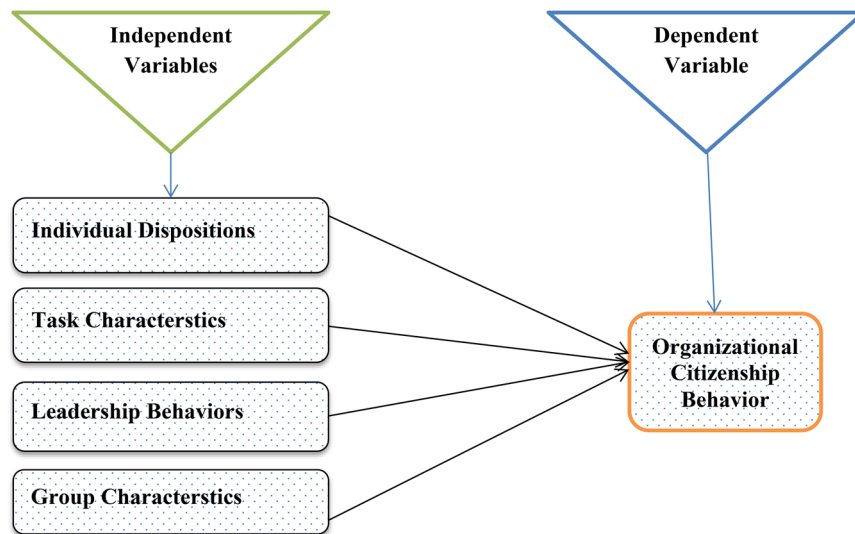 Independent
Variables
Dependent
Variable
Individual Dispositions
Task Characterstics
Leadership Behaviors
Group Characterstics
Organizational
Citizenship
Behavior